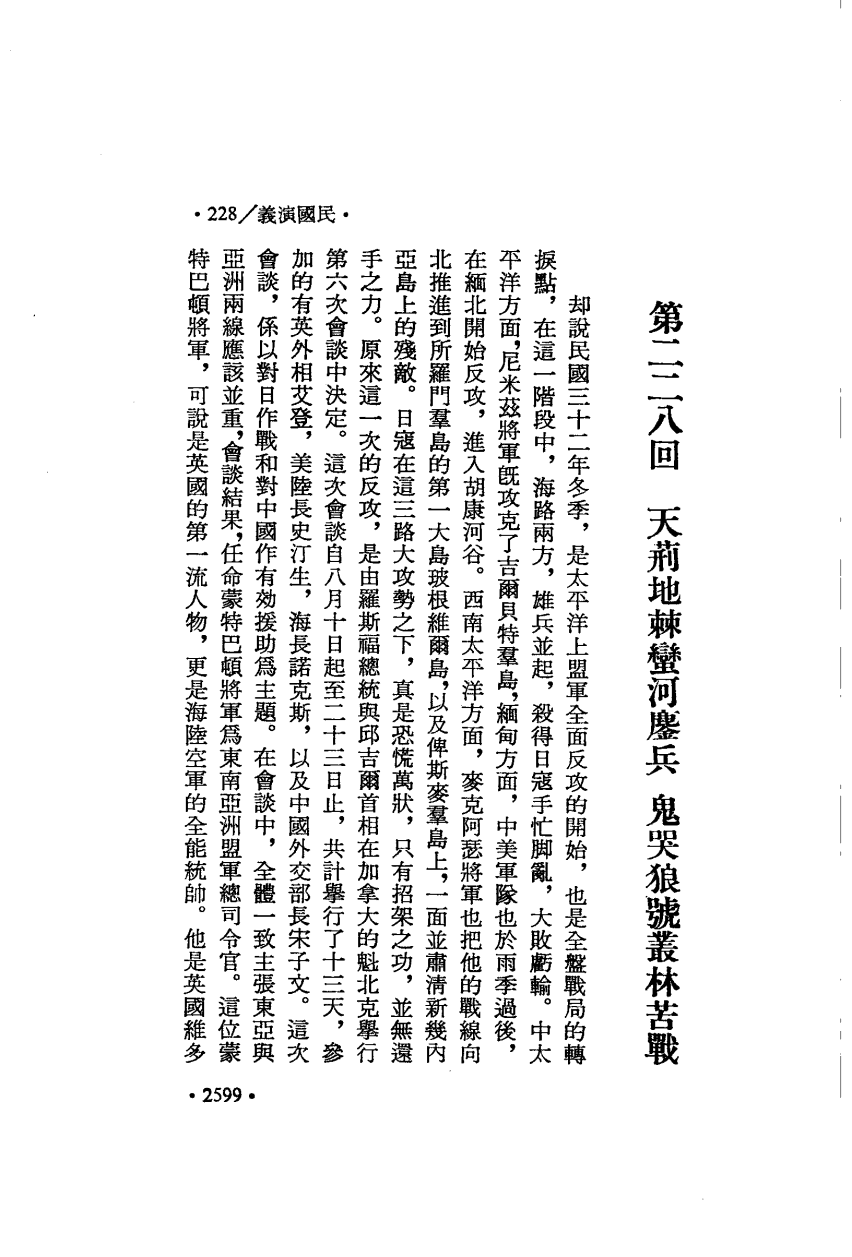 ・民國演義/228・
第二二八回　天荊地棘蠻河鏖兵　鬼哭狼號叢林苦戰
却說民國三十二年冬季，是太平洋上盟軍全面反攻的開始，也是全盤戰局的轉
捩點，在這一階段中，海路兩方，雄兵並起，殺得日寇手忙脚亂，大敗虧輸。中太
平洋方面，尼米茲將軍旣攻克了吉爾貝特羣島，緬甸方面，中美軍隊也於雨季過後，
在緬北開始反攻，進入胡康河谷。西南太平洋方面，麥克阿瑟將軍也把他的戰線向
北推進到所羅門羣島的第一大島玻根維爾島，以及俾斯麥羣島上，一面並肅清新幾內
亞島上的殘敵。日寇在這三路大攻勢之下，真是恐慌萬狀，只有招架之功，並無還
手之力。原來這一次的反攻，是由羅斯福總統與邱吉爾首相在加拿大的魁北克舉行
第六次會談中決定。這次會談自八月十日起至二十三日止，共計舉行了十三天，參
加的有英外相艾登，美陸長史汀生，海長諾克斯，以及中國外交部長宋子文。這次
會談，係以對日作戰和對中國作有効援助爲主題。在會談中，全體一致主張東亞與
亞洲兩線應該並重，會談結果，任命蒙特巴頓將軍爲東南亞洲盟軍總司令官。這位蒙
特巴頓將軍，可說是英國的第一流人物，更是海陸空軍的全能統帥。他是英國維多
・2599・